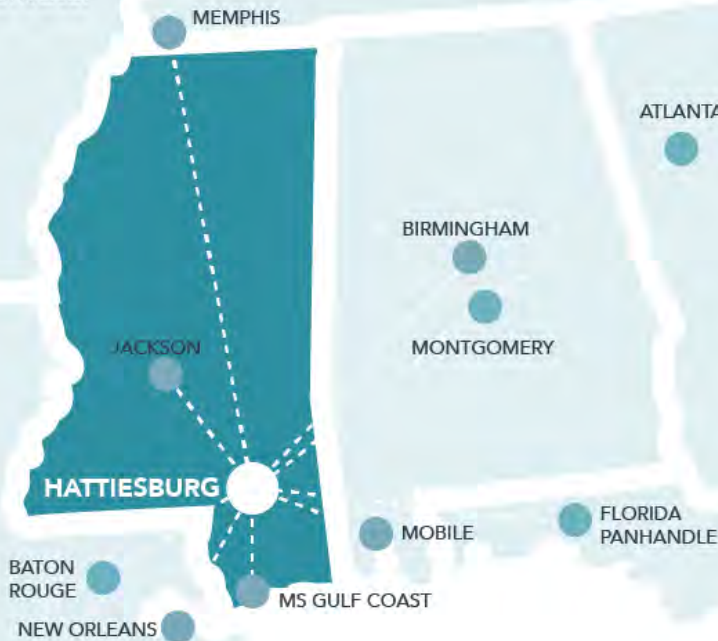 MEMPHIS
ATLANTA
BIRMINGHAM
MONTGOMERY
JACKSON
HATTIESBURG
FLORIDA
PANHANDLE
MOBILE
BATON
ROUGE
MS GULF COAST
NEW ORLEANS